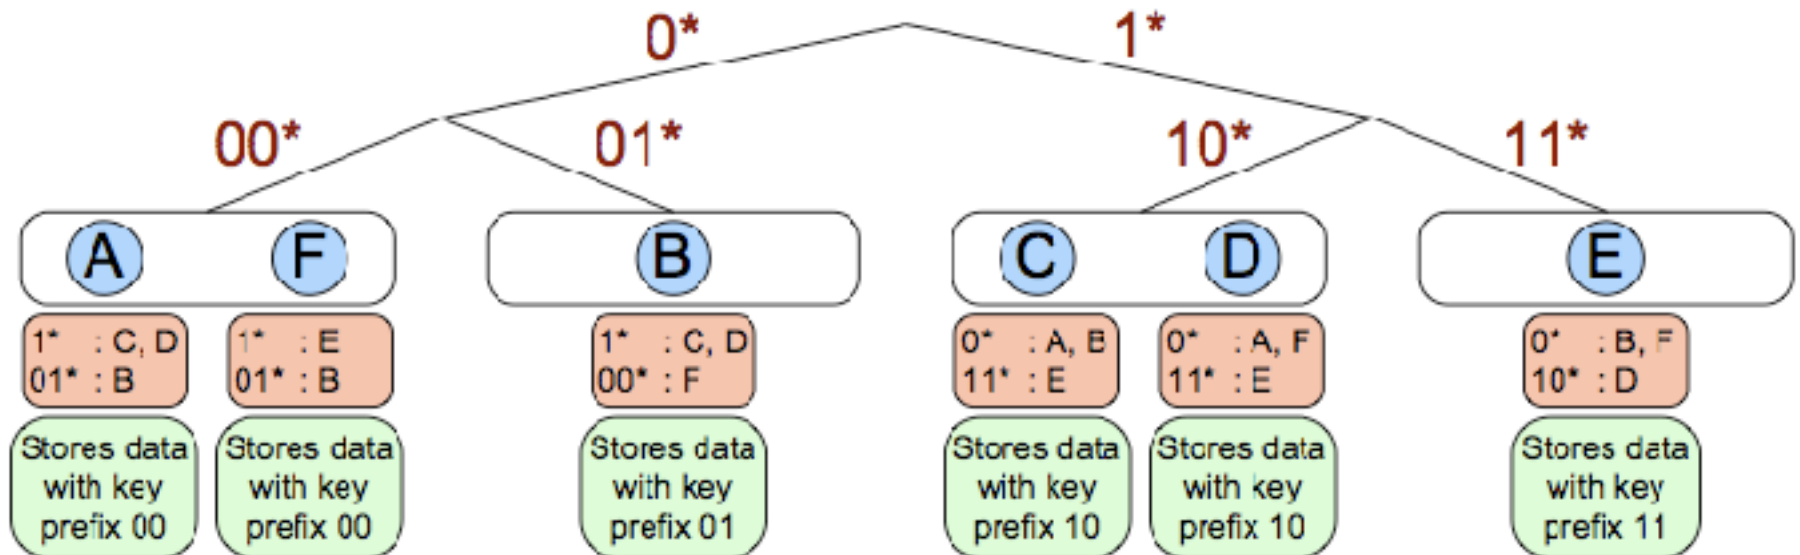 0* 1*
00* 01* 10* 11*
A F B C D E
1* : C, D
01* : B
1* : E
01* : B
1* : C, D
00* : F
0* : A, B
11* : E
0* : A, F
11* : E
0* : B, F
10* : D
Stores data
with key
prefix 00
Stores data
with key
prefix 00
Stores data
with key
prefix 01
Stores data
with key
prefix 10
Stores data
with key
prefix 10
Stores data
with key
prefix 11